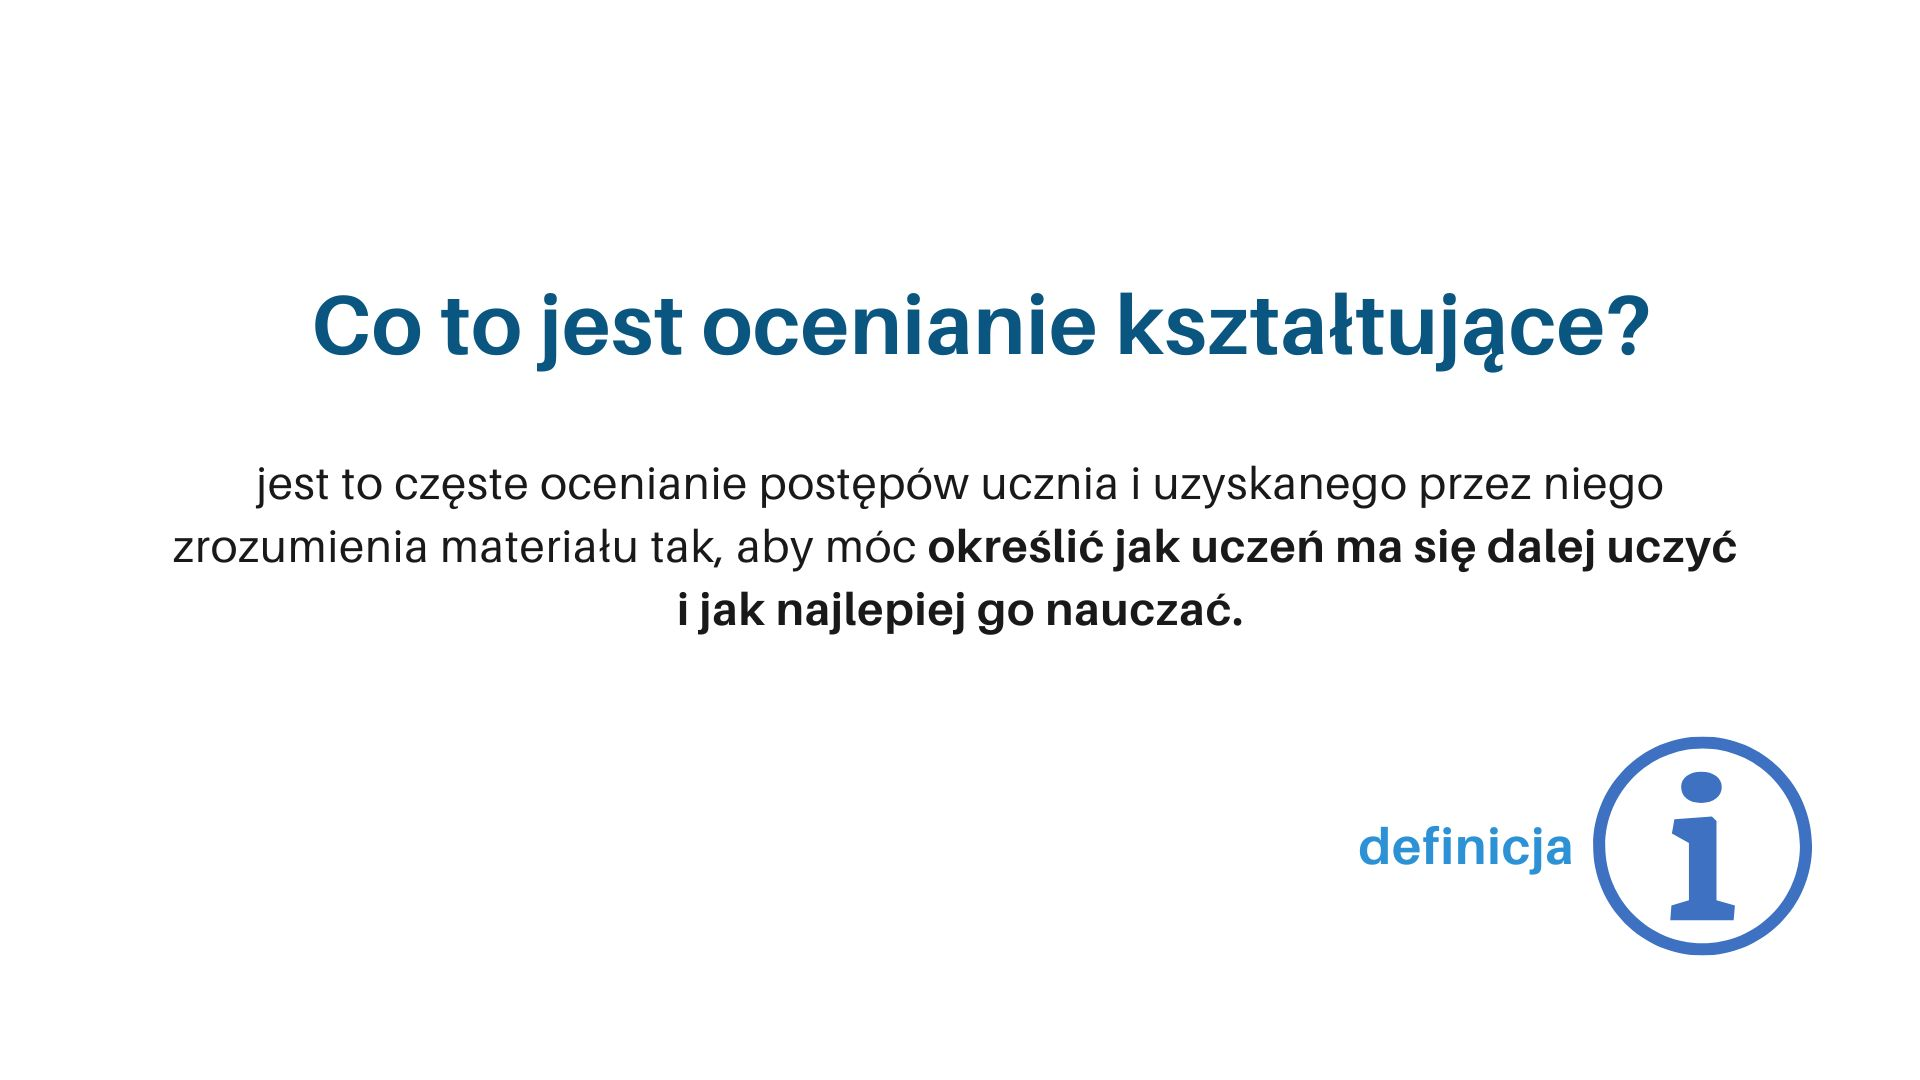 Co to jest ocenianie kształtujące?
jest to częste ocenianie postępów ucznia i uzyskanego przez niego
zrozumienia materiału tak, aby móc określić jak uczeń ma się dalej uczyć
i jak najlepiej go nauczać.
definicja
i